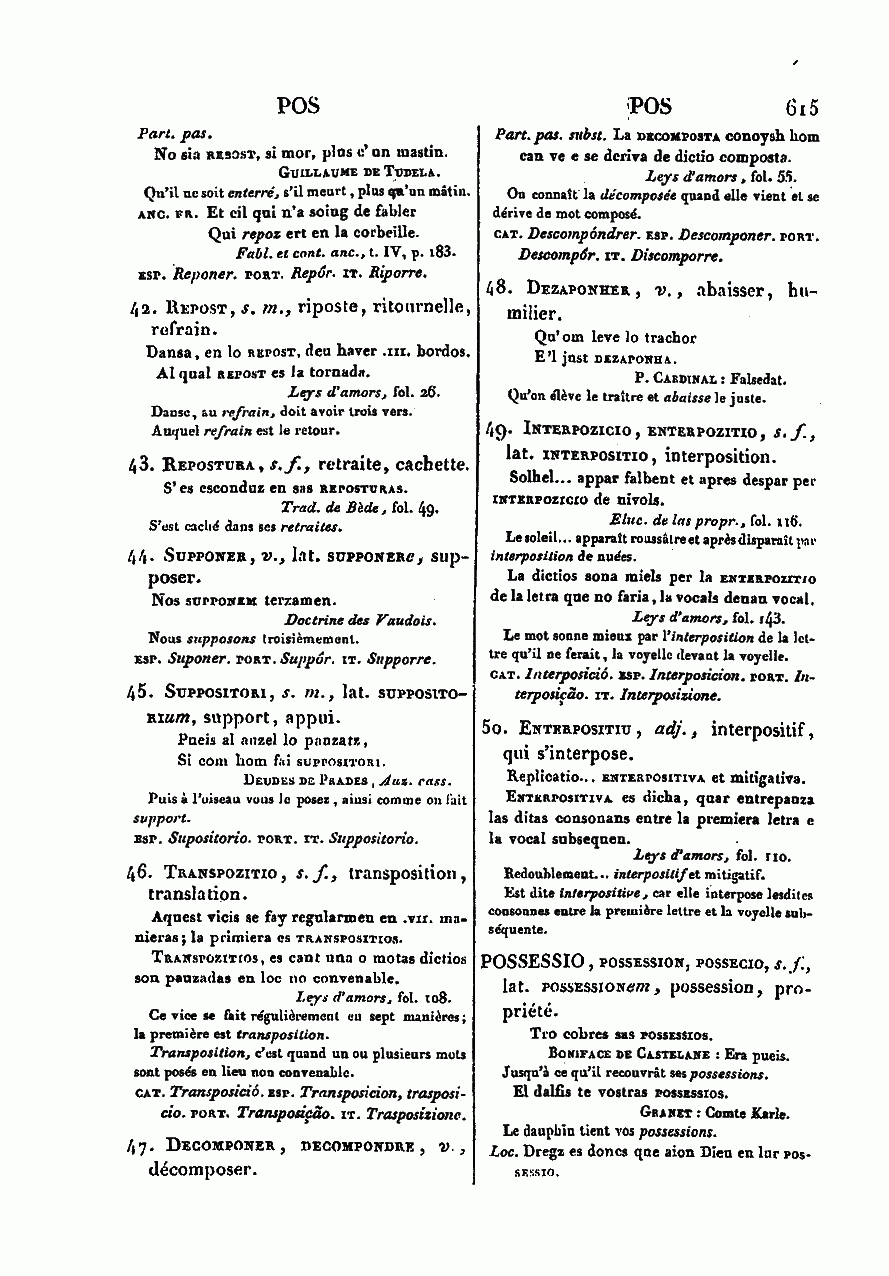 POS
POS 615
Part. pas.
No sia REBOST, si mor, plus c' un mastin.
GUILLAUME DE TUDELA.
Qu'il ne soit enterré, s'il meurt, plus qu'un mâtin.
ANC. FR. Et cil qui n'a soing de fabler
Qui repoz ert en la corbeille.
Fabl. et cont. anc., t. IV, p. 183.
ESP. Reponer. PORT. Repôr. IT. Riporre.
42. REPOST, s. m., riposte, ritournelle,
refrain.
Dansa, en lo REPOST, deu haver .III. bordos.
Al qual REPOST es la tornada.
Leys d'amors, fol. 26.
Danse, au refrain, doit avoir trois vers.
Auquel refrain est le retour.
43. REPOSTURA, s. f., retraite, cachette.
S'es esconduz en sas REPOSTURAS.
Trad. de Bède, fol. 49.
S'est caché dans ses retraites.
44. SUPPONER, v., lat. SUPPONERe, sup-
poser.
Nos SUPPONEM terzamen.
Doctrine des Vaudois.
Nous supposons troisièmement.
ESP. Suponer. PORT. Suppôr. IT. Supporre.
45. SUPPOSITORI, s. m., lat. SUPPOSITO-
RIum, support, appui.
Pueis al auzel lo pauzatz,
Si com hom fai SUPPOSITORI.
DEUDES DE PRADES, Auz. cass.
Puis à l'oiseau vous le posez, ainsi comme on fait
support.
ESP. Supositorio. PORT. IT. Suppositorio.
46. TRANSPOZITIO, s. f., transposition,
translation.
Aquest vicis se fay regularmen en .VII. ma-
nieras; la primiera es TRANSPOSITIOS.
TRANSPOZITIOS, es cant una o motas dictios
son pauzadas en loc no convenable.
Leys d'amors, fol. 108.
Ce vice se fait régulièrement en sept manières;
la première est transposition.
Transposition, c'est quand un ou plusieurs mots
sont posés en lieu non convenable.
CAT. Transposició. ESP. Transposicion, trasposi-
cio. PORT. Transposição. IT. Trasposizione.
47. DECOMPONER, DECOMPONDRE, v.,
décomposer.
Part. pas. subst. La DECOMPOSTA conoysh hom
can ve e se deriva de dictio composta.
Leys d'amors, fol. 55.
On connaît la décomposée quand elle vient et se
dérive de mot composé.
CAT. Descompóndrer. ESP. Descomponer. PORT.
Descompôr. IT. Discomporre.
48. DEZAPONHER, v., abaisser, hu-
milier.
Qu'om leve lo trachor
E'l just DEZAPONHA.
P. CARDINAL : Falsedat.
Qu'on élève le traître et abaisse le juste.
49. INTERPOZICIO, ENTERPOZITIO, s. f.,
lat. INTERPOSITIO, interposition.
Solhel... appar falbent et apres despar per
INTERPOZICIO de nivols.
Eluc. de las propr., fol. 116.
Le soleil... apparaît roussâtre et après disparaît par
interposition de nuées.
La dictios sona miels per la ENTERPOZITIO
de la letra que no faria, la vocals denan vocal.
Leys d'amors, fol. 143.
Le mot sonne mieux par l'interposition de la let-
tre qu'il ne ferait, la voyelle devant la voyelle.
CAT. Interposició. ESP. Interposicion. PORT. In-
terposição. IT. Interposizione.
50. ENTERPOSITIU, adj., interpositif,
qui s'interpose.
Replicatio... ENTERPOSITIVA et mitigativa.
ENTERPOSITIVA es dicha, quar entrepauza
las ditas consonans entre la premiera letra e
la vocal subsequen.
Leys d'amors, fol. 110.
Redoublement... interpositif et mitigatif.
Est dite interpositive, car elle interpose lesdites
consonnes entre la première lettre et la voyelle sub-
séquente.
POSSESSIO, POSSESSION, POSSECIO, s. f.,
lat. POSSESSIONem, possession, pro-
priété.
Tro cobres sas POSSESSIOS.
BONIFACE DE CASTELANE : Era pueis.
Jusqu'à ce qu'il recouvrât ses possessions.
El dalfis te vostras POSSESSIOS.
GRANET : Comte Karle.
Le dauphin tient vos possessions.
Loc. Dregz es doncs que aion Dieu en lur POS-
SESSIO.